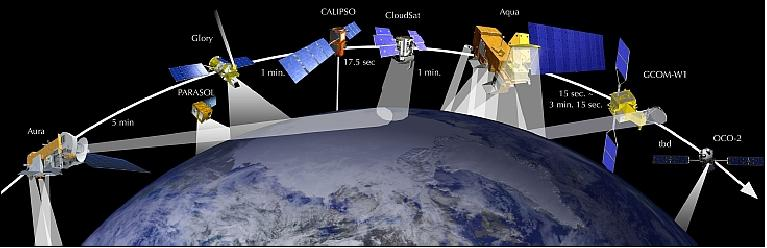 CALIPSO
CloudSat
Aqua
Glory
17.5 sec
1 min.
1 min.
GCOM-W1
PARASOL
15 sec. ~
3 min. 15 sec.
5 min
Aura
tbd
OCO-2